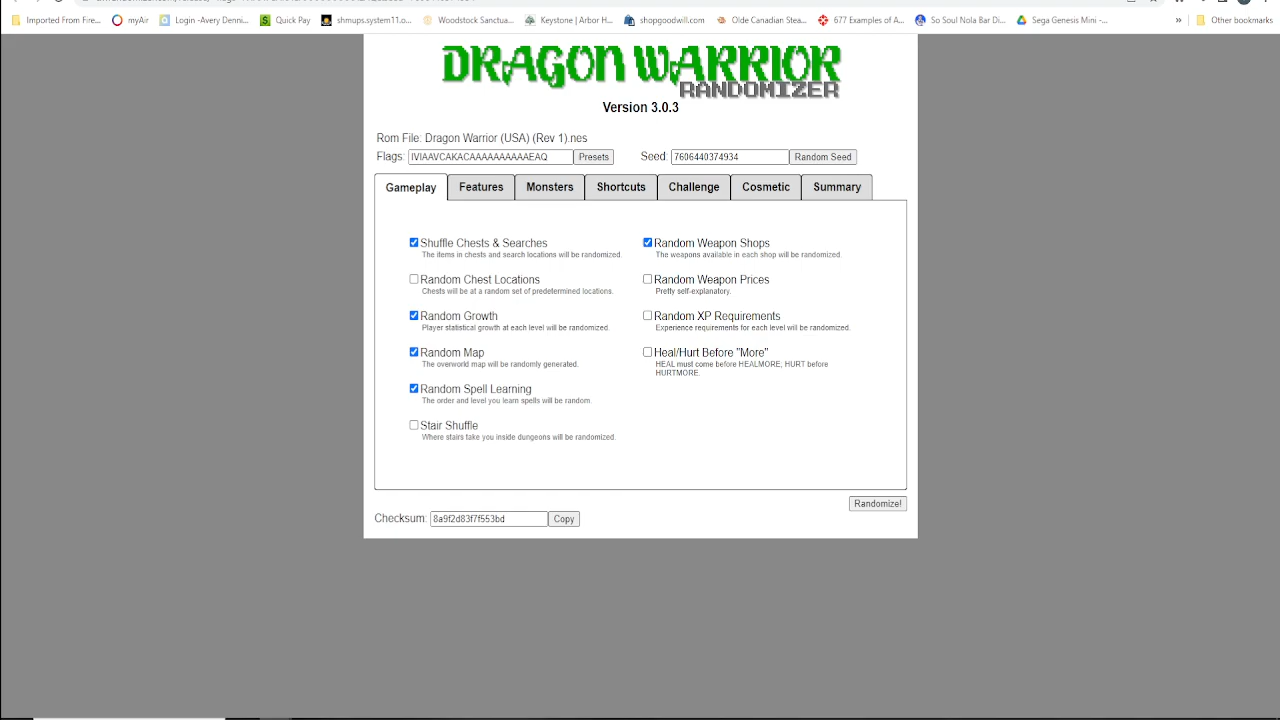 Imported From Fire...
myAir
Login -Avery Denni...
Quick Pay
shmups.system11.o...
Woodstock Sanctua...
Keystone | Arbor H...
shopgoodwill.com
Olde Canadian Stea...
677 Examples of A...
So Soul Nola Bar Di...
Sega Genesis Mini -...
»
Other bookmarks
DRAGON WARRIOR
RANDOMIZER
Version 3.0.3
Rom File: Dragon Warrior (USA) (Rev 1).nes
Flags: IVIAAVCAKACAAAAAAAAAAEAQ Presets Seed: 7606440374934 Random Seed
Gameplay Features Monsters Shortcuts Challenge Cosmetic Summary
Shuffle Chests & Searches
The items in chests and search locations will be randomized.
Random Chest Locations
Chests will be at a random set of predetermined locations.
Random Growth
Player statistical growth at each level will be randomized.
Random Map
The overworld map will be randomly generated.
Random Spell Learning
The order and level you learn spells will be random.
Stair Shuffle
Where stairs take you inside dungeons will be randomized.
Random Weapon Shops
The weapons available in each shop will be randomized.
Random Weapon Prices
Pretty self-explanatory.
Random XP Requirements
Experience requirements for each level will be randomized.
Heal/Hurt Before "More"
HEAL must come before HEALMORE; HURT before
HURTMORE.
Randomize!
Checksum: 8a9f2d83f7f553bd Copy